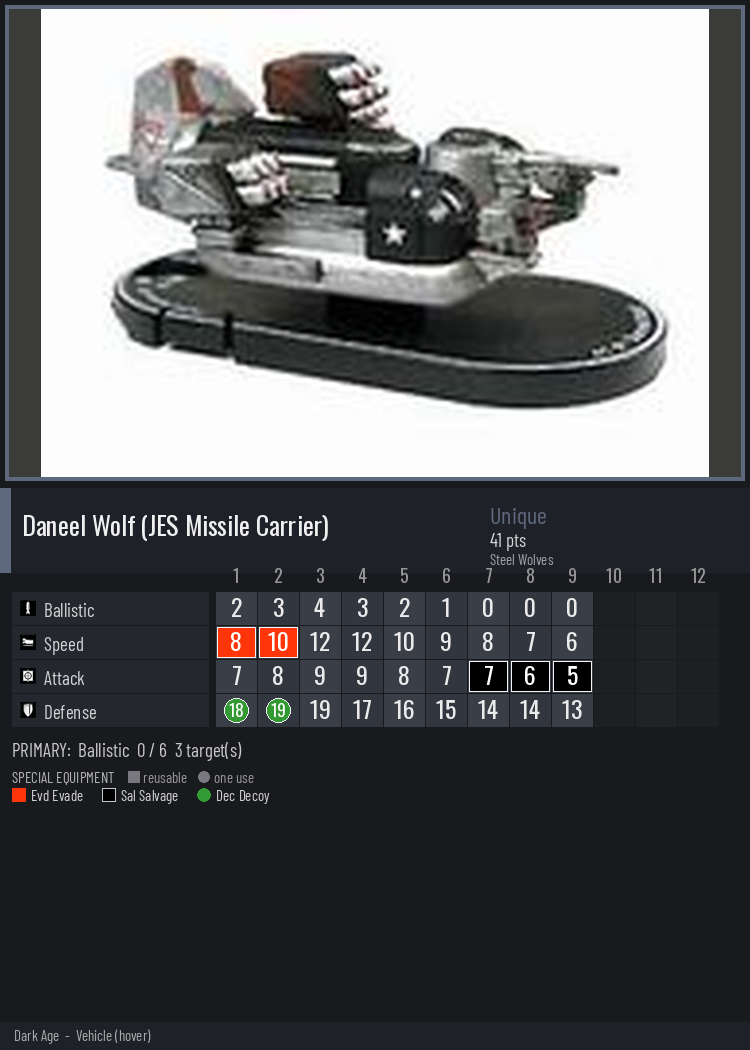 Daneel Wolf (JES Missile Carrier)
Unique
41 pts
Steel Wolves
1 2 3 4 5 6 7 8 9 10 11 12
Ballistic 2 3 4 3 2 1 0 0 0
Speed 8 10 12 12 10 9 8 7 6
Attack 7 8 9 9 8 7 7 6 5
Defense 18 19 19 17 16 15 14 14 13
PRIMARY: Ballistic 0 / 6 3 target(s)
SPECIAL EQUIPMENT reusable one use
Evd Evade Sal Salvage Dec Decoy
Dark Age - Vehicle (hover)